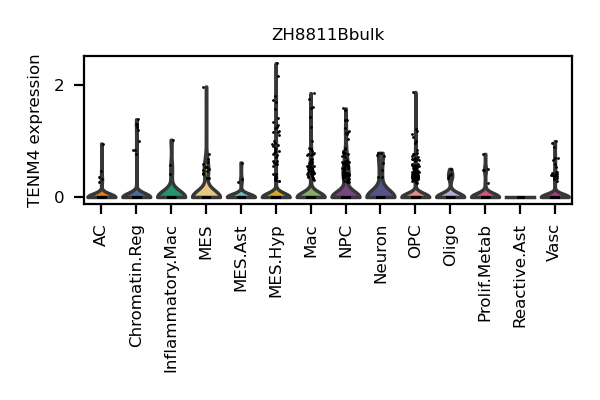 ZH8811Bbulk
TENM4 expression
2
0
AC
Chromatin.Reg
Inflammatory.Mac
MES
MES.Ast
MES.Hyp
Mac
NPC
Neuron
OPC
Oligo
Prolif.Metab
Reactive.Ast
Vasc